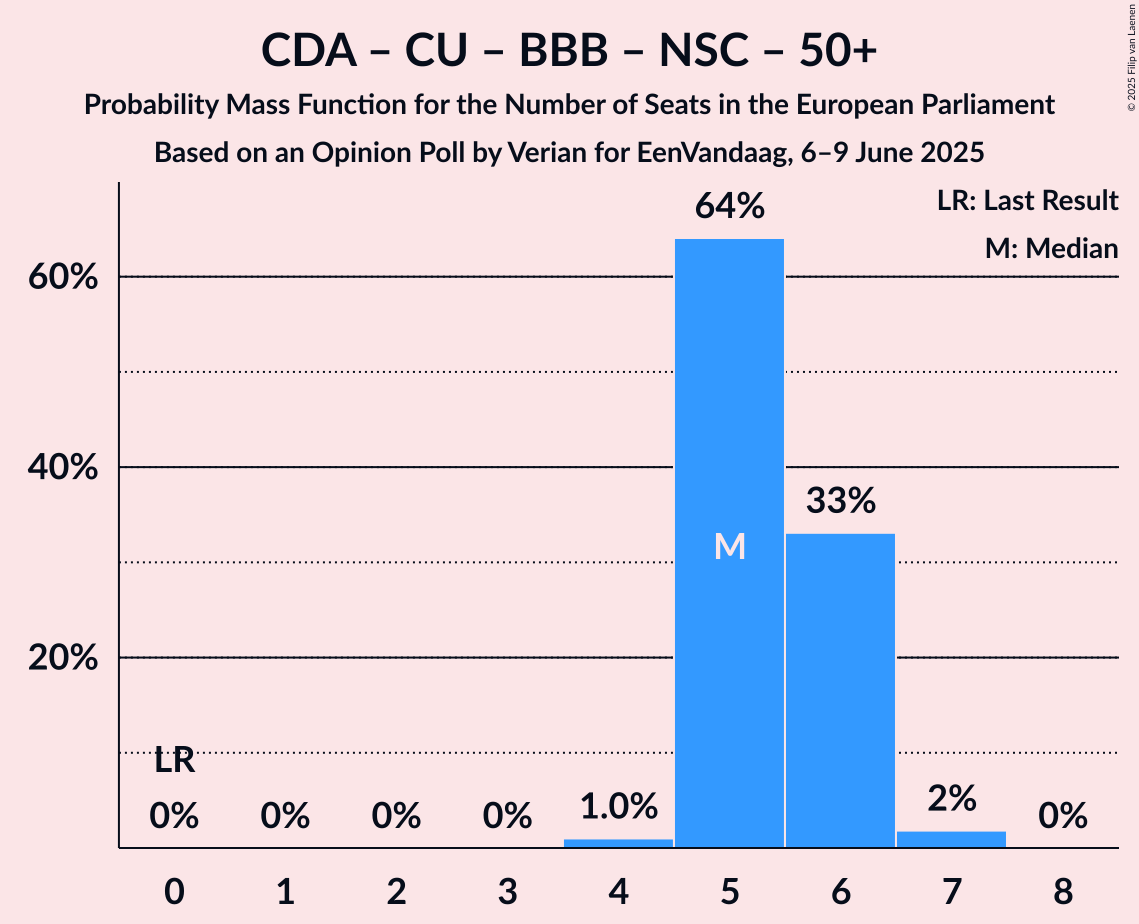 CDA – CU – BBB – NSC – 50+
Probability Mass Function for the Number of Seats in the European Parliament
Based on an Opinion Poll by Verian for EenVandaag, 6–9 June 2025
© 2025 Filip van Laenen
LR: Last Result
M: Median
64%
60%
40%
33%
M
20%
LR
0%
0%
0%
0%
1.0%
2%
0%
0
1
2
3
4
5
6
7
8